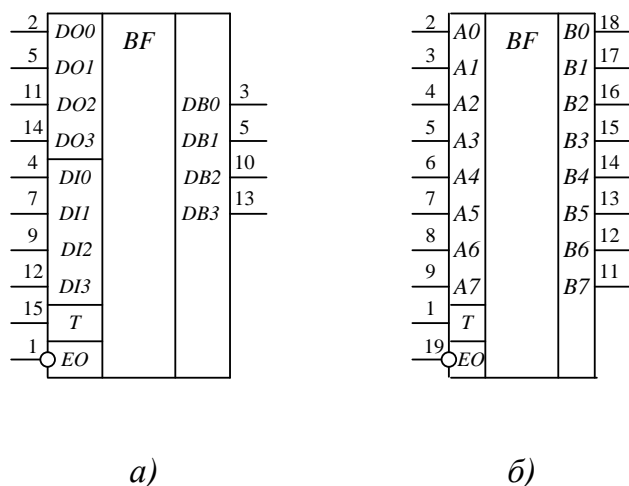 2 DO0 BF
5 DO1
11 DO2 DB0 3
14 DO3 DB1 5
4 DI0 DB2 10
7 DI1 DB3 13
9 DI2
12 DI3
15 T
1 EO
а)
2 A0 BF B0 18
3 A1 B1 17
4 A2 B2 16
5 A3 B3 15
6 A4 B4 14
7 A5 B5 13
8 A6 B6 12
9 A7 B7 11
1 T
19 EO
б)